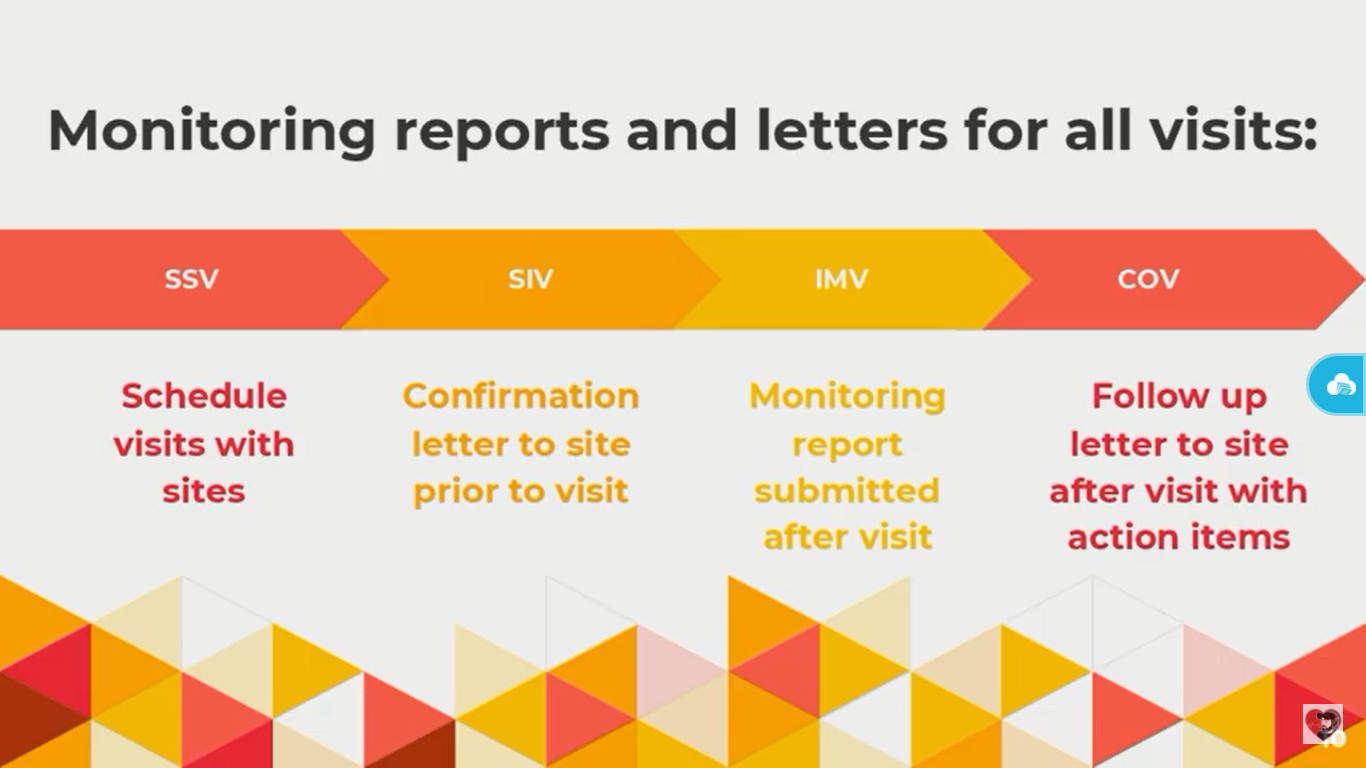 Monitoring reports and letters for all visits:
SSV
SIV
IMV
COV
Schedule
visits with
sites
Confirmation
letter to site
prior to visit
Monitoring
report
submitted
after visit
Follow up
letter to site
after visit with
action items
10